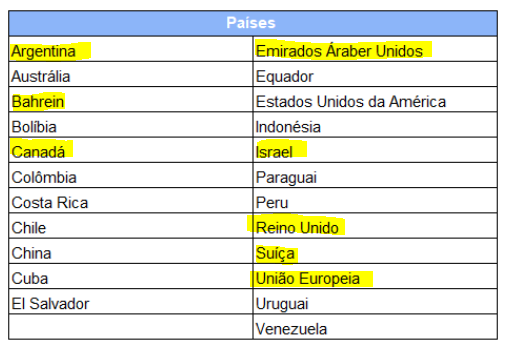 Países
Argentina Emirados Áraber Unidos
Austrália Equador
Bahrein Estados Unidos da América
Bolíbia Indonésia
Canadá Israel
Colômbia Paraguai
Costa Rica Peru
Chile Reino Unido
China Suíça
Cuba União Europeia
El Salvador Uruguai
Venezuela